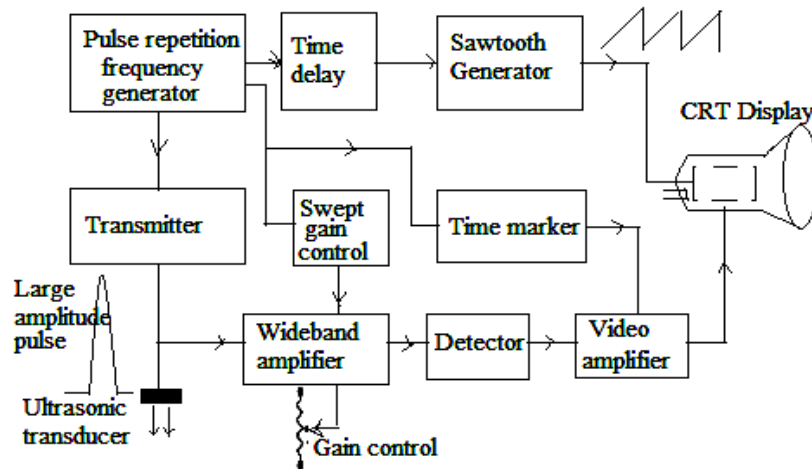 Pulse repetition
frequency
generator
Time
delay
Sawtooth
Generator
CRT Display
Transmitter
Swept
gain
control
Time marker
Large
amplitude
pulse
Wideband
amplifier
Detector
Video
amplifier
Ultrasonic
transducer
Gain control